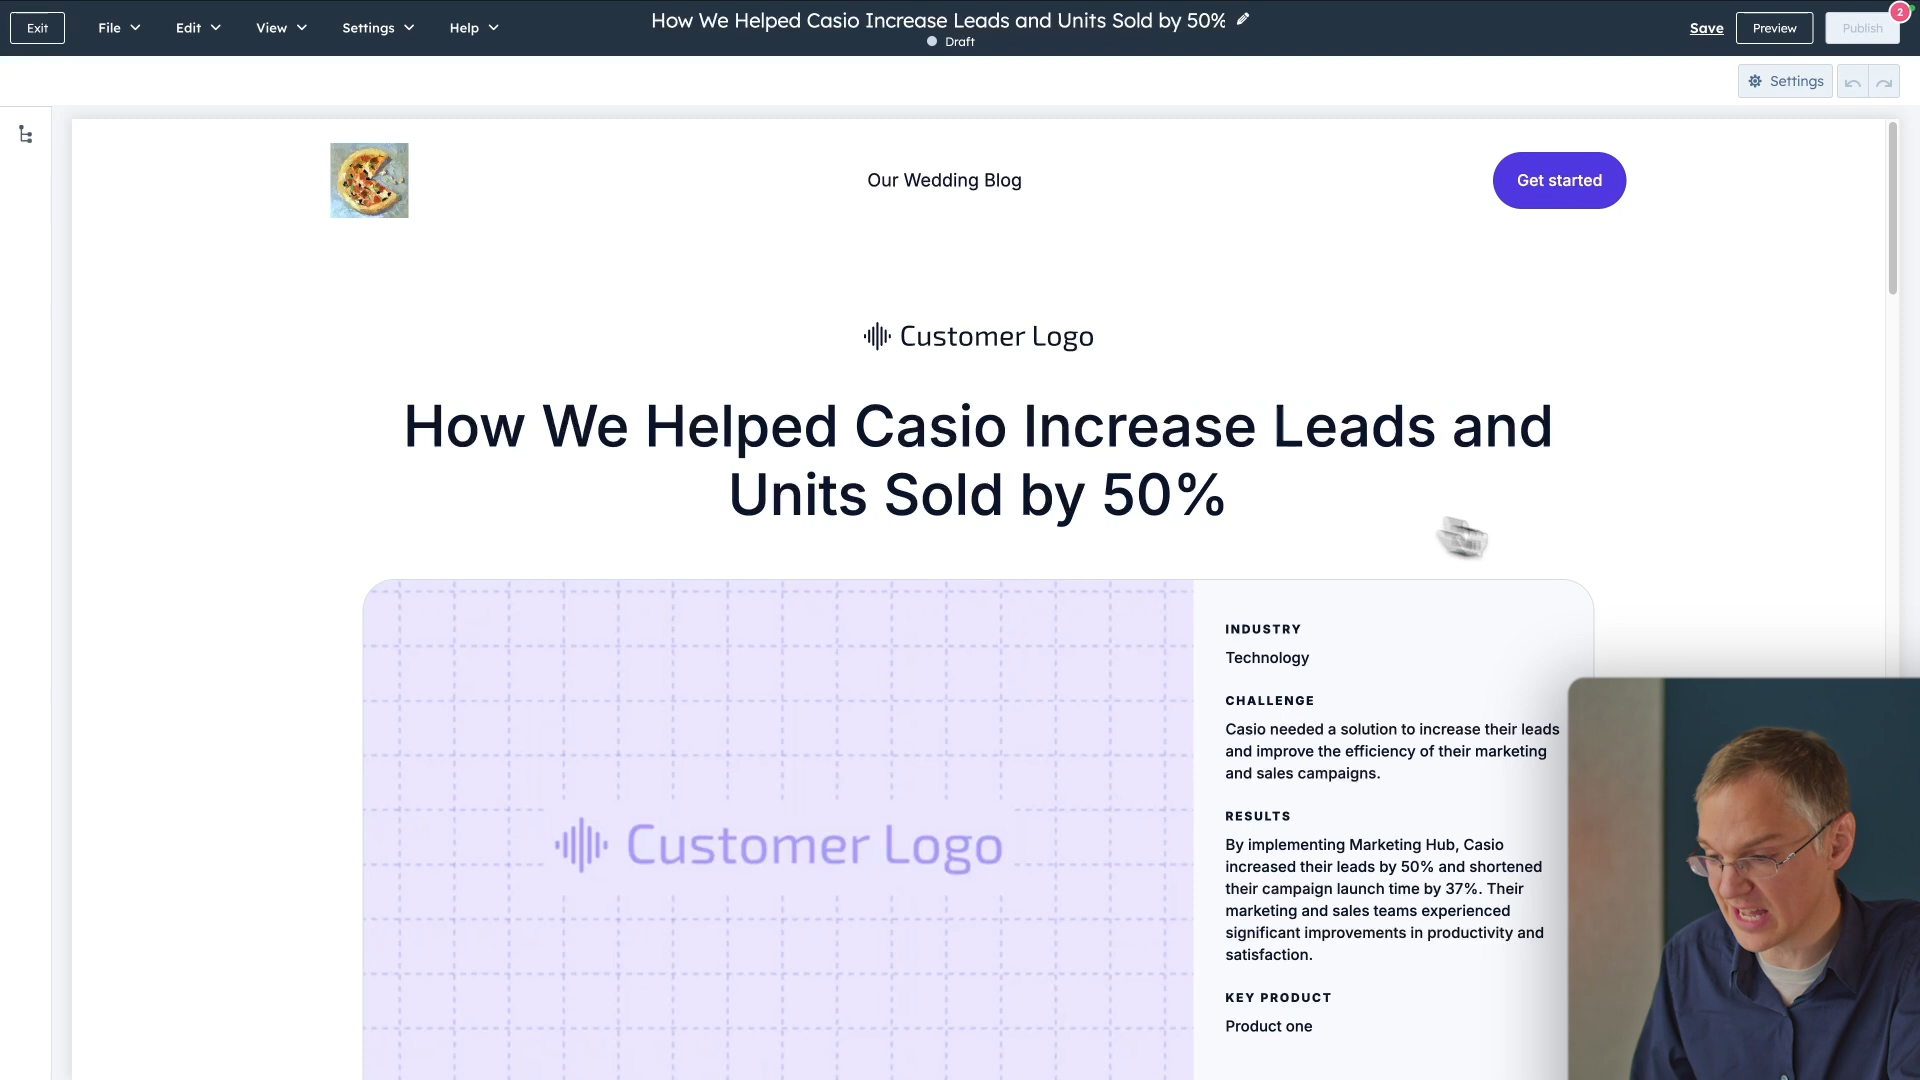 Exit
File
Edit
View
Settings
Help
How We Helped Casio Increase Leads and Units Sold by 50%
Draft
Save
Preview
Publish
2
Settings
Our Wedding Blog
Get started
Customer Logo
How We Helped Casio Increase Leads and
Units Sold by 50%
Customer Logo
INDUSTRY
Technology
CHALLENGE
Casio needed a solution to increase their leads
and improve the efficiency of their marketing
and sales campaigns.
RESULTS
By implementing Marketing Hub, Casio
increased their leads by 50% and shortened
their campaign launch time by 37%. Their
marketing and sales teams experienced
significant improvements in productivity and
satisfaction.
KEY PRODUCT
Product one